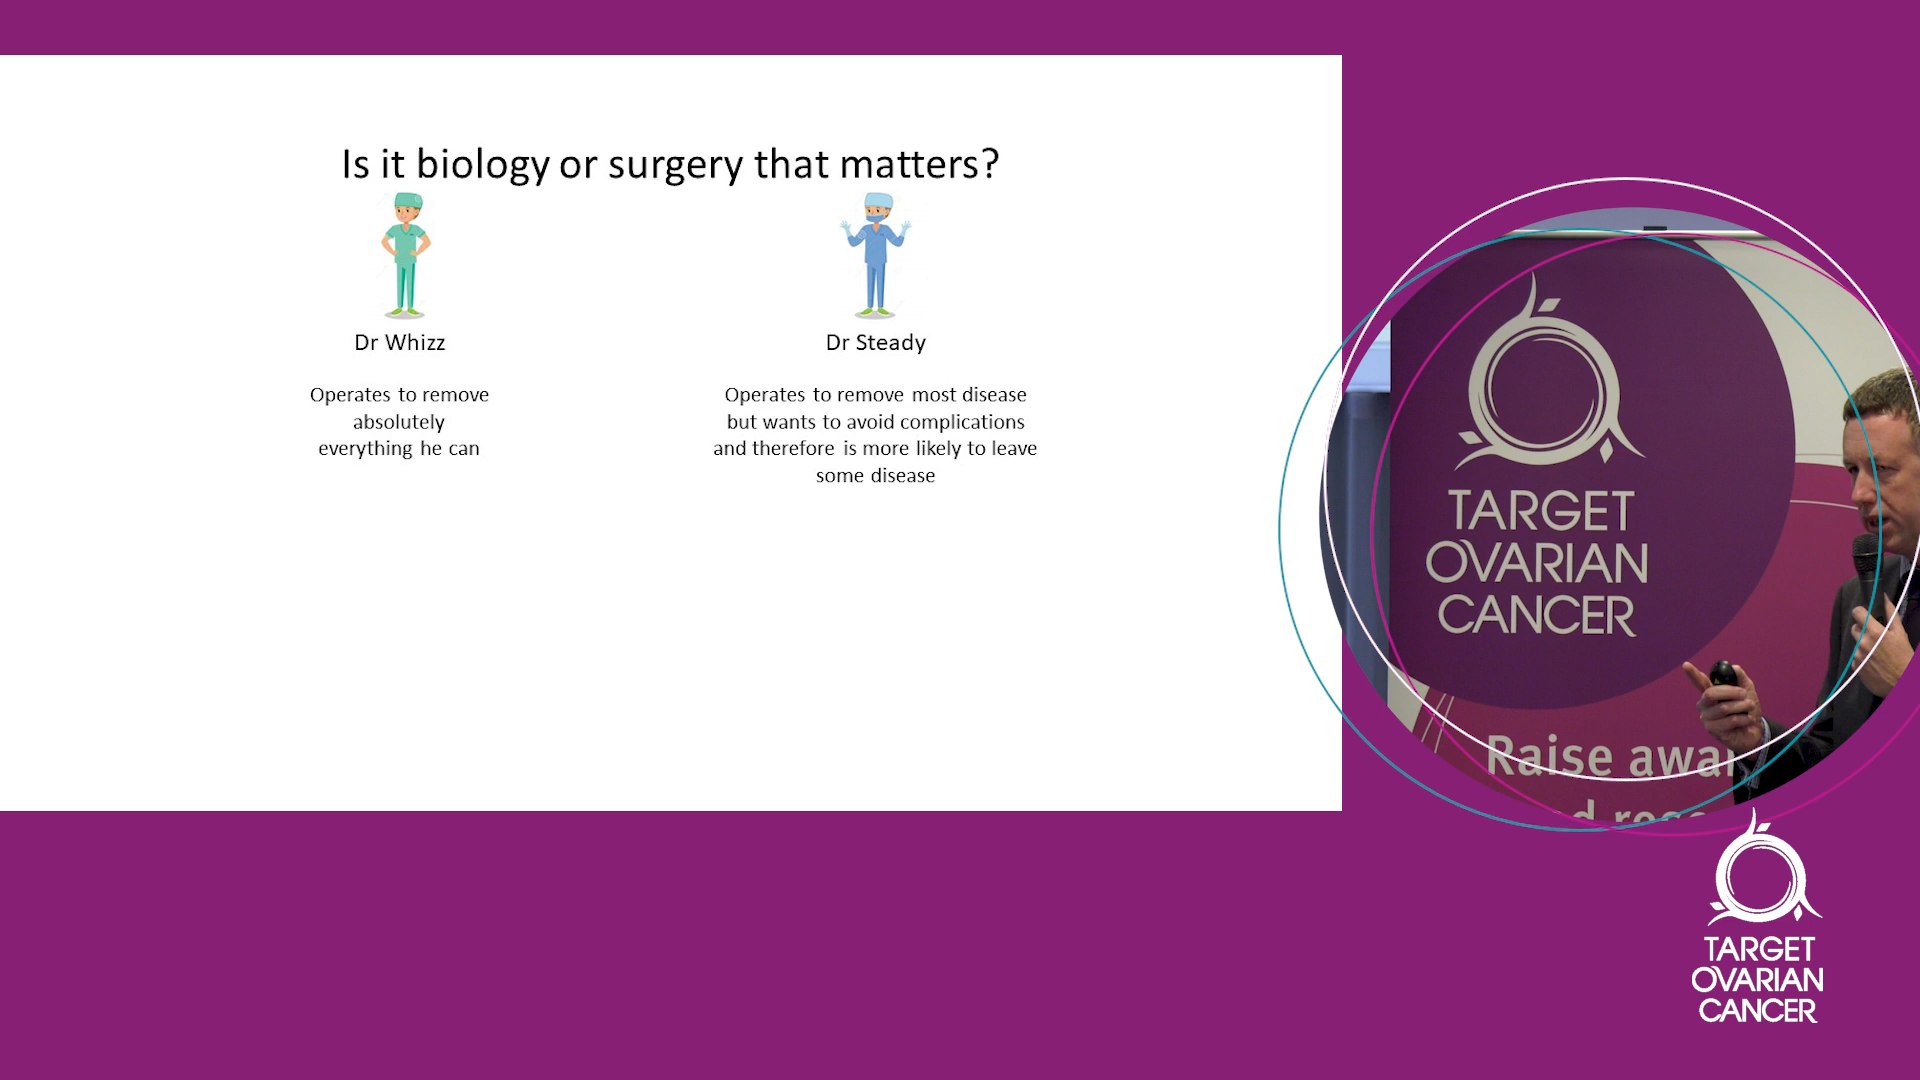 Is it biology or surgery that matters?
Dr Whizz
Operates to remove
absolutely
everything he can
Dr Steady
Operates to remove most disease
but wants to avoid complications
and therefore is more likely to leave
some disease
TARGET
OVARIAN
CANCER
Raise
TARGET
OVARIAN
CANCER